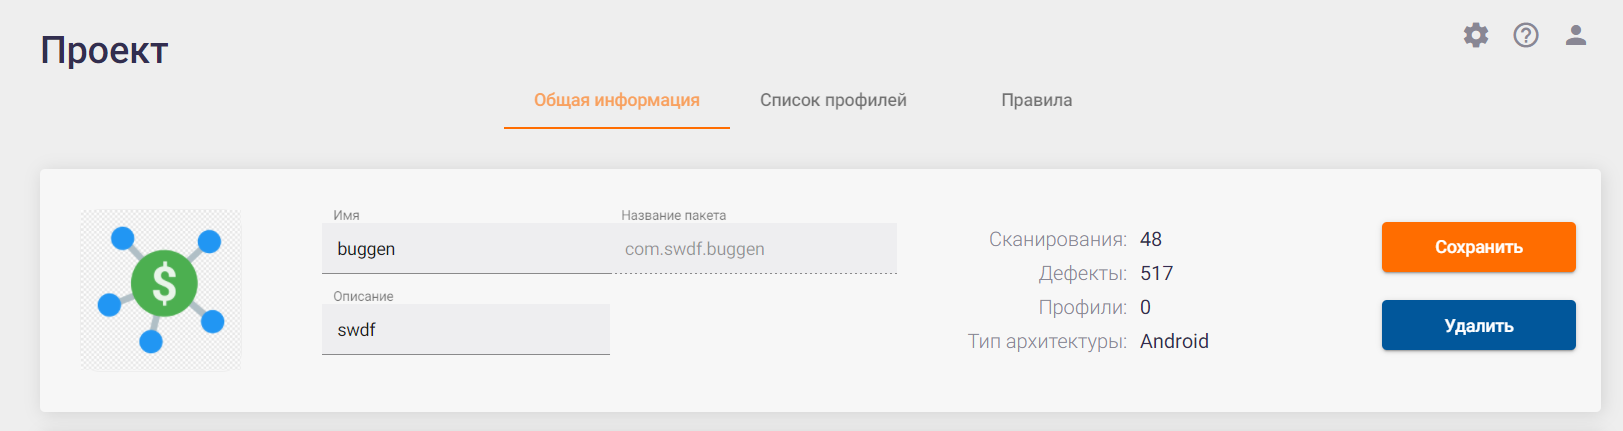 Проект
Общая информация
Список профилей
Правила
Имя
buggen
Название пакета
com.swdf.buggen
Описание
swdf
Сканирования: 48
Дефекты: 517
Профили: 0
Тип архитектуры: Android
Сохранить
Удалить
$